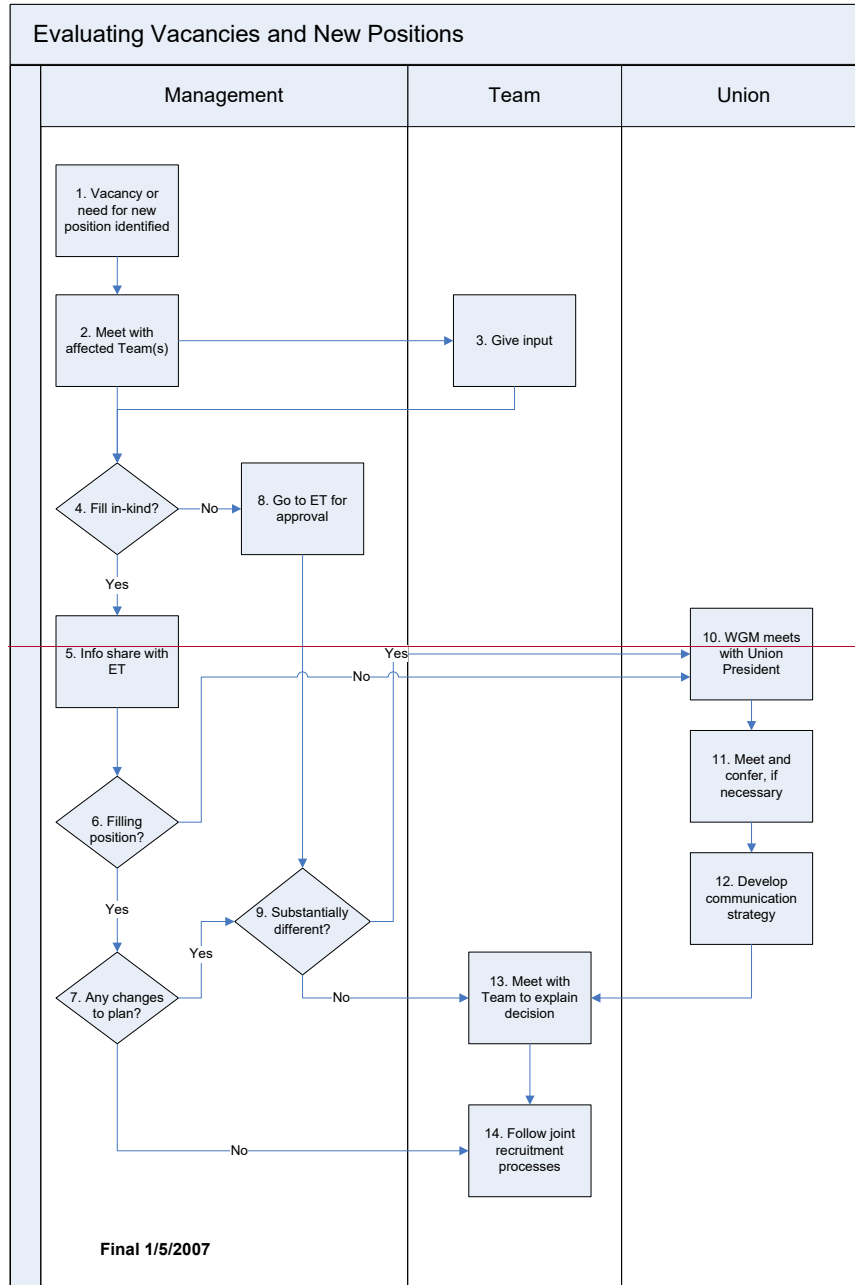 Evaluating Vacancies and New Positions
Management
Team
Union
1. Vacancy or
need for new
position identified
2. Meet with
affected Team(s)
3. Give input
4. Fill in-kind?
No
8. Go to ET for
approval
Yes
5. Info share with
ET
Yes
No
10. WGM meets
with Union
President
6. Filling
position?
11. Meet and
confer, if
necessary
Yes
9. Substantially
different?
12. Develop
communication
strategy
Yes
7. Any changes
to plan?
No
13. Meet with
Team to explain
decision
No
14. Follow joint
recruitment
processes
Final 1/5/2007